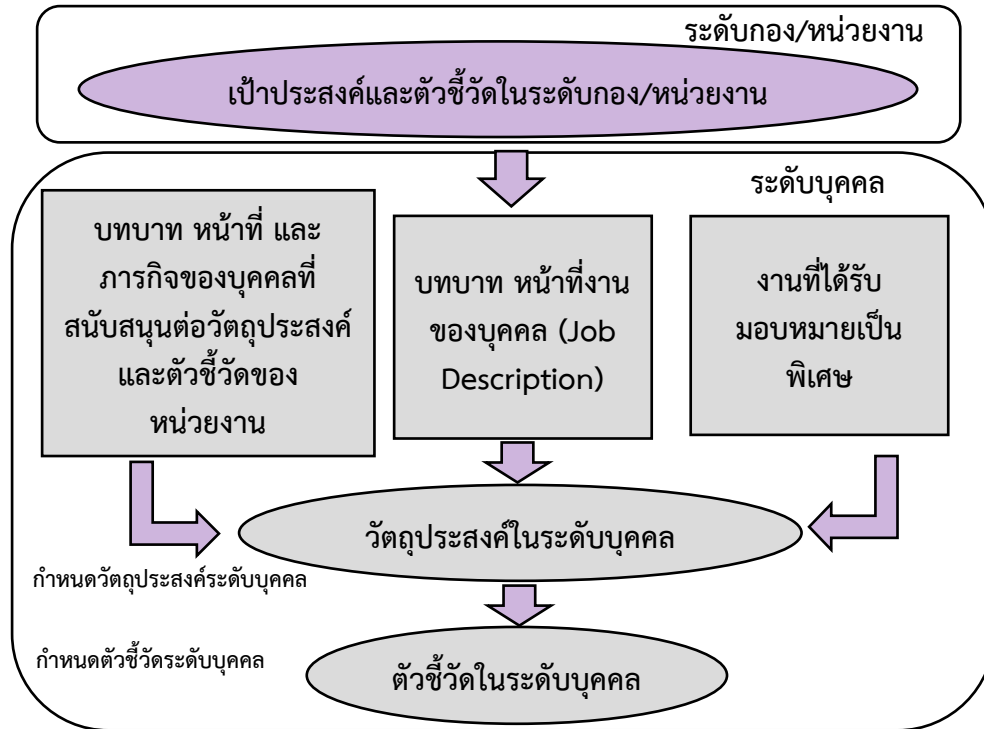 ระดับกอง/หน่วยงาน
เป้าประสงค์และตัวชี้วัดในระดับกอง/หน่วยงาน
ระดับบุคคล
บทบาท หน้าที่ และ
ภารกิจของบุคคลที่
สนับสนุนต่อวัตถุประสงค์
และตัวชี้วัดของ
หน่วยงาน
บทบาท หน้าที่งาน
ของบุคคล (Job
Description)
งานที่ได้รับ
มอบหมายเป็น
พิเศษ
วัตถุประสงค์ในระดับบุคคล
กำหนดวัตถุประสงค์ระดับบุคคล
กำหนดตัวชี้วัดระดับบุคคล
ตัวชี้วัดในระดับบุคคล